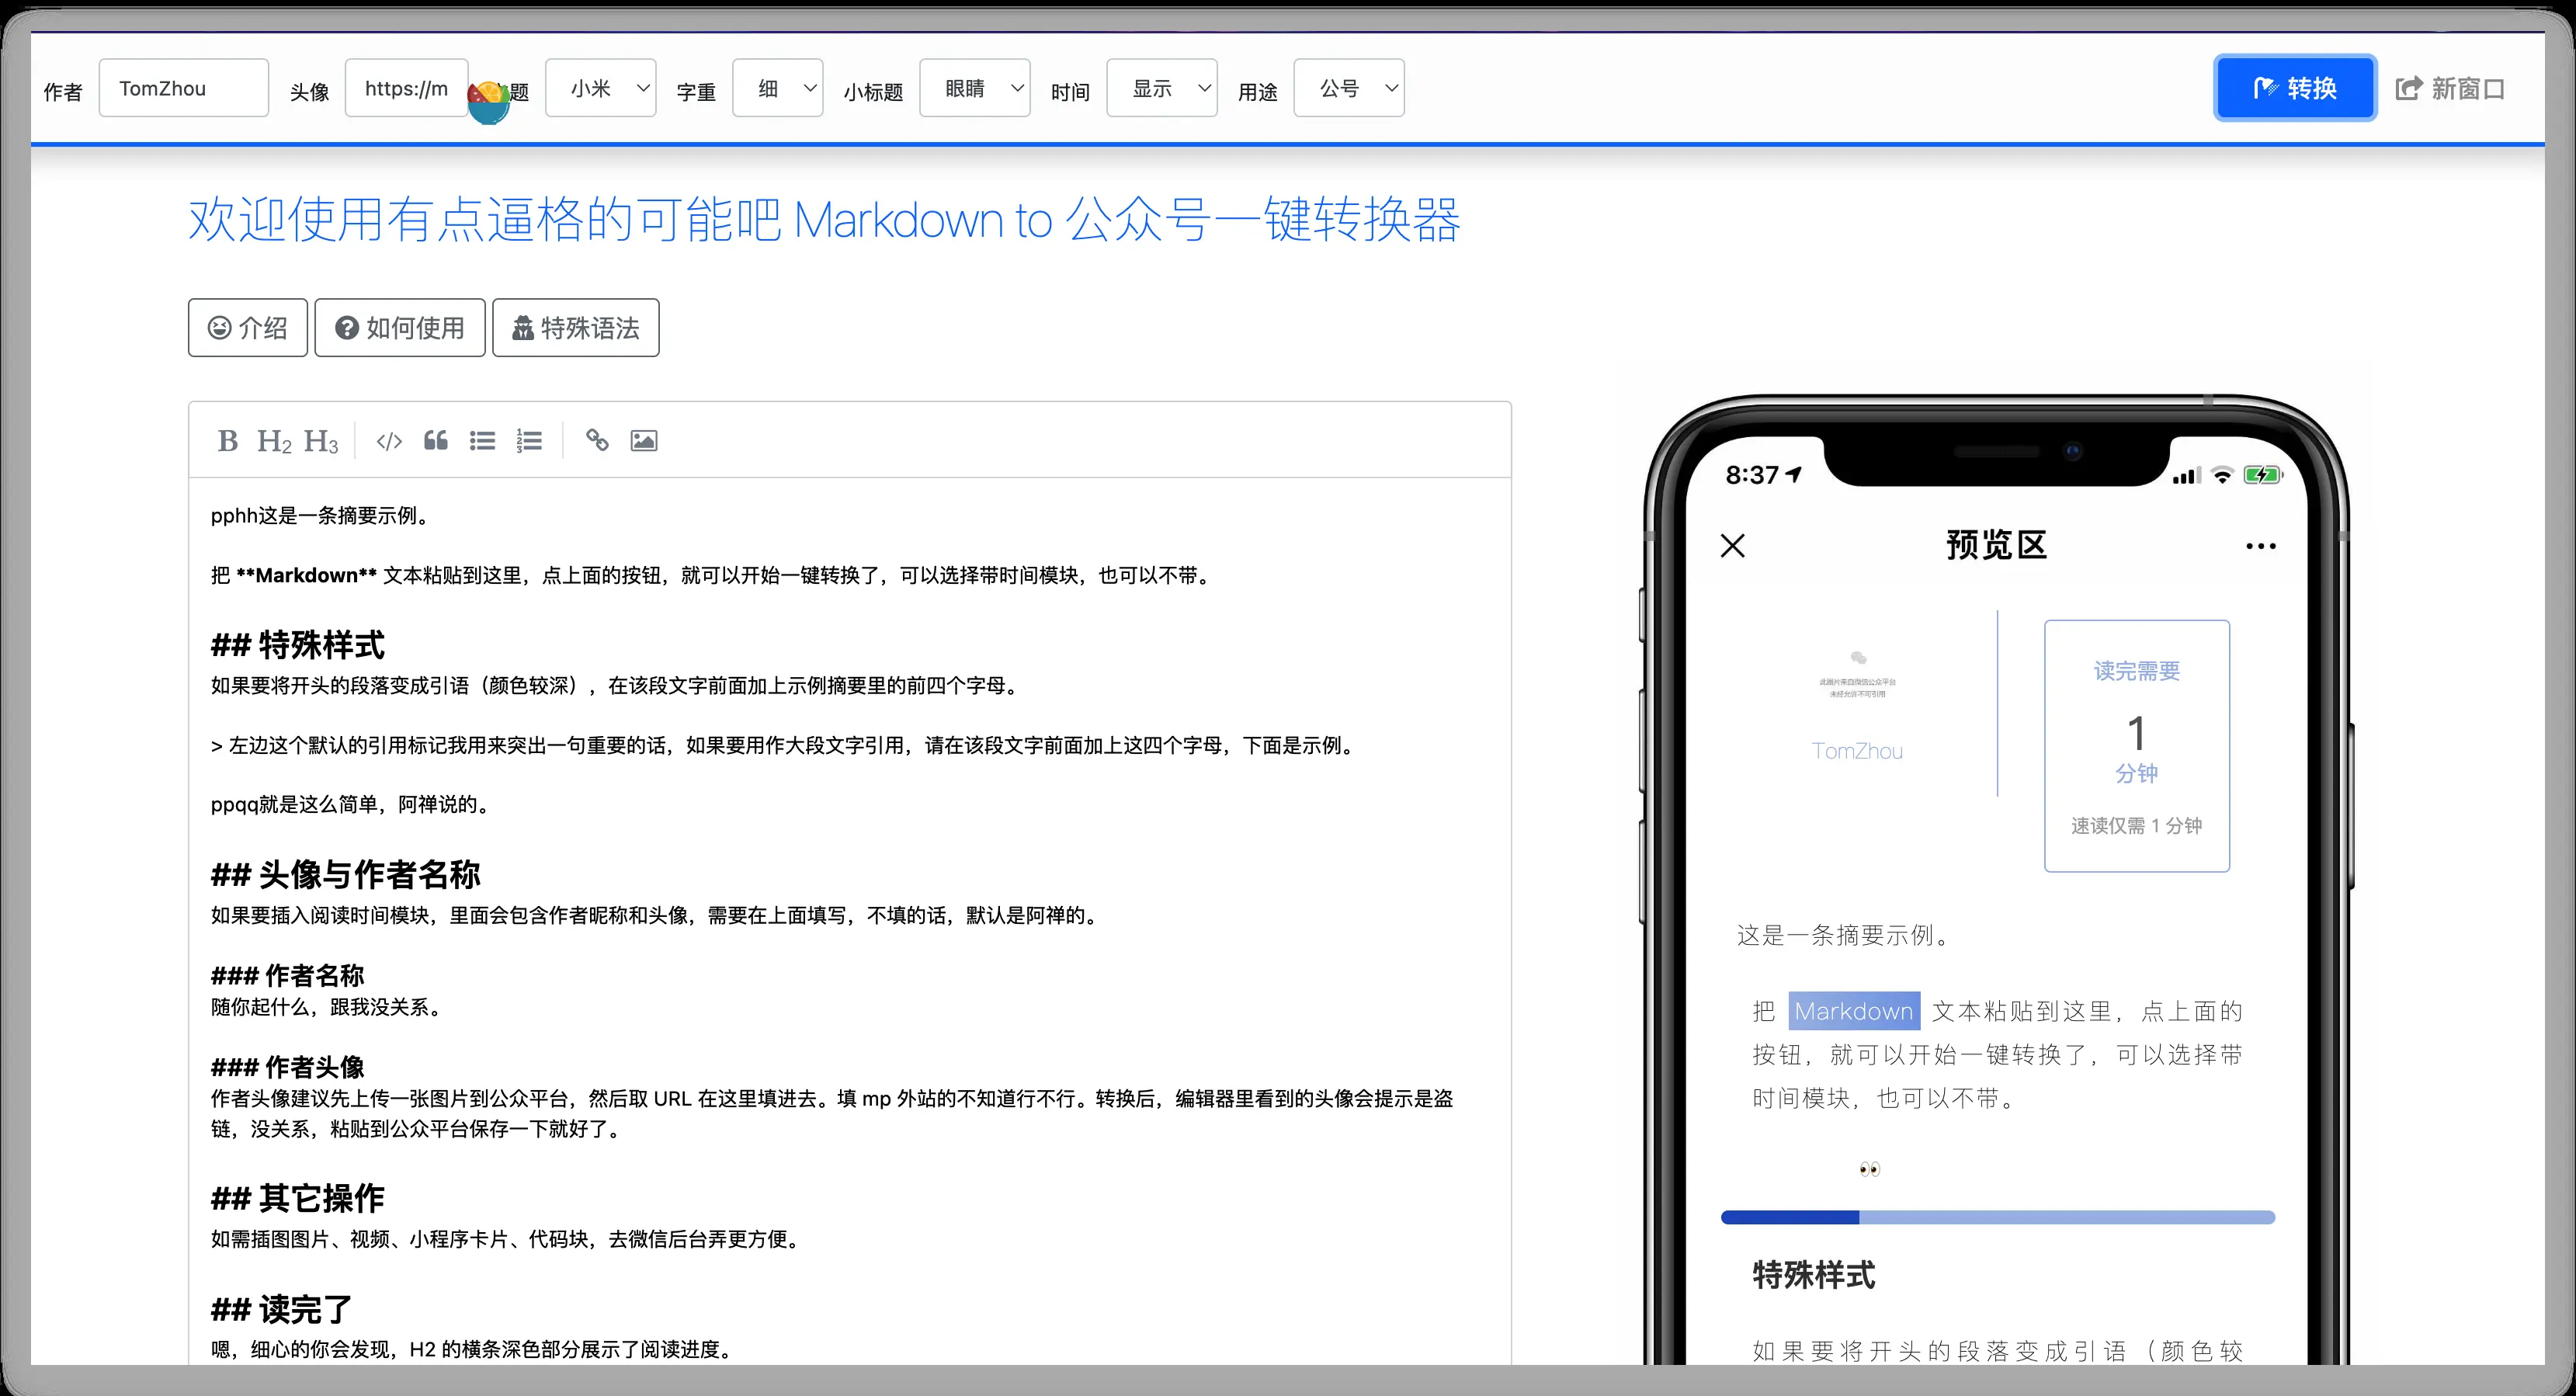 作者 TomZhou 头像 https://m 题 小米 字重 细 小标题 眼睛 时间 显示 用途 公号 转换 新窗口
欢迎使用有点逼格的可能吧 Markdown to 公众号一键转换器
介绍 如何使用 特殊语法
B H2 H3
pphh这是一条摘要示例。
把 **Markdown** 文本粘贴到这里，点上面的按钮，就可以开始一键转换了，可以选择带时间模块，也可以不带。
## 特殊样式
如果要将开头的段落变成引语（颜色较深），在该段文字前面加上示例摘要里的前四个字母。
> 左边这个默认的引用标记我用来突出一句重要的话，如果要用作大段文字引用，请在该段文字前面加上这四个字母，下面是示例。
ppqq就是这么简单，阿禅说的。
## 头像与作者名称
如果要插入阅读时间模块，里面会包含作者昵称和头像，需要在上面填写，不填的话，默认是阿禅的。
### 作者名称
随你起什么，跟我没关系。
### 作者头像
作者头像建议先上传一张图片到公众平台，然后取 URL 在这里填进去。填 mp 外站的不知道行不行。转换后，编辑器里看到的头像会提示是盗
链，没关系，粘贴到公众平台保存一下就好了。
## 其它操作
如需插图图片、视频、小程序卡片、代码块，去微信后台弄更方便。
## 读完了
嗯，细心的你会发现，H2 的横条深色部分展示了阅读进度。
8:37
预览区
此图片来自微信公众平台
未经允许不可引用
TomZhou
读完需要
1
分钟
速读仅需 1 分钟
这是一条摘要示例。
把 Markdown 文本粘贴到这里，点上面的
按钮，就可以开始一键转换了，可以选择带
时间模块，也可以不带。
特殊样式
如果要将开头的段落变成引语（颜色较